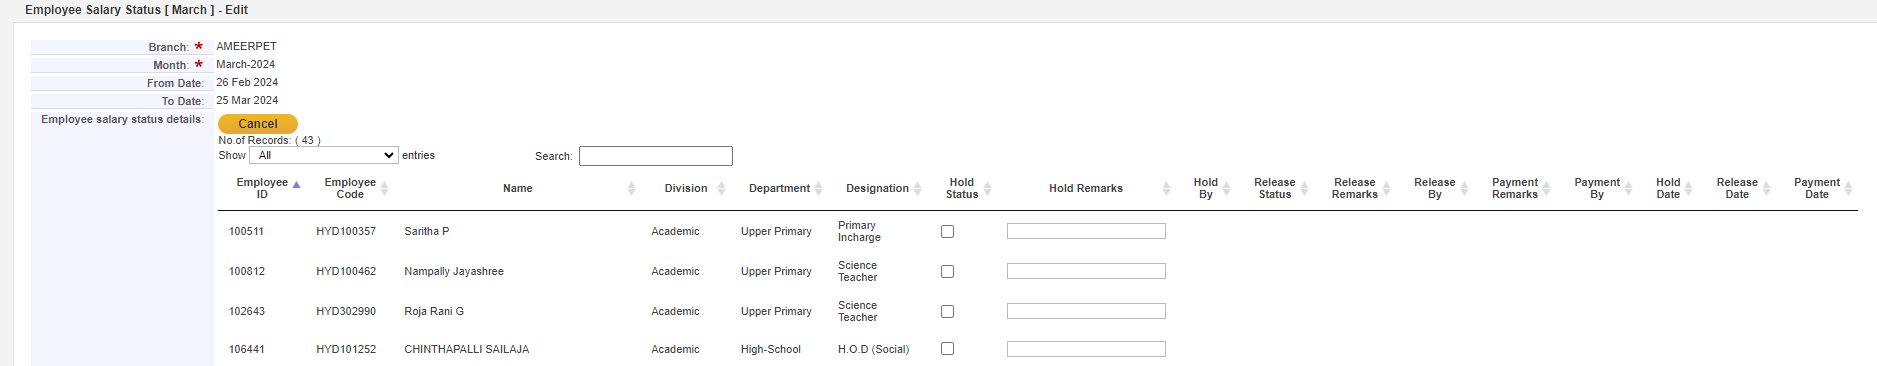 Employee Salary Status [ March ] - Edit
Branch: * AMEERPET
Month: * March-2024
From Date: 26 Feb 2024
To Date: 25 Mar 2024
Employee salary status details:
Cancel
No.of Records: ( 43 )
Show All entries Search:
Employee ID Employee Code Name Division Department Designation Hold Status Hold Remarks Hold By Release Status Release Remarks Release By Payment Remarks Payment By Hold Date Release Date Payment Date
100511 HYD100357 Saritha P Academic Upper Primary Primary Incharge
100812 HYD100462 Nampally Jayashree Academic Upper Primary Science Teacher
102643 HYD302990 Roja Rani G Academic Upper Primary Science Teacher
106441 HYD101252 CHINTHAPALLI SAILAJA Academic High-School H.O.D (Social)